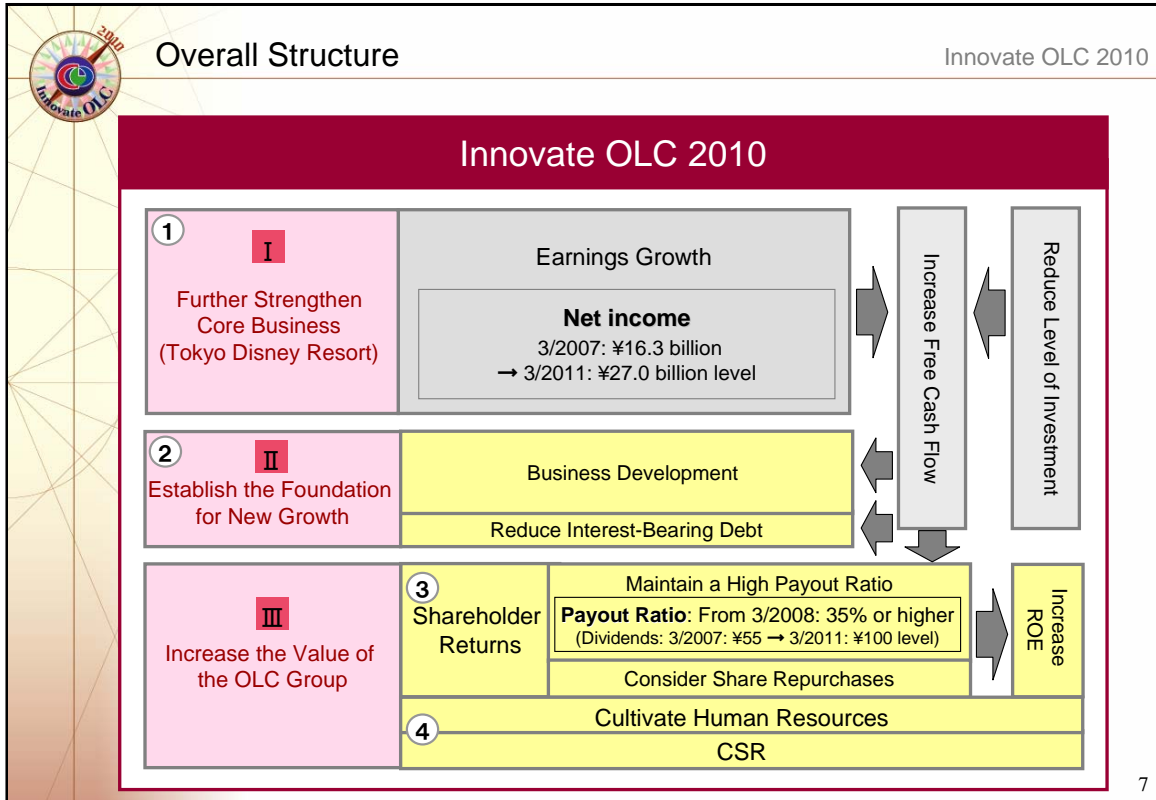 2010
Innovate OLC
Overall Structure
Innovate OLC 2010
Innovate OLC 2010
1
Ⅰ
Further Strengthen
Core Business
(Tokyo Disney Resort)
Earnings Growth
Net income
3/2007: ¥16.3 billion
→ 3/2011: ¥27.0 billion level
Increase Free Cash Flow
Reduce Level of Investment
2
Ⅱ
Establish the Foundation
for New Growth
Business Development
Reduce Interest-Bearing Debt
Ⅲ
Increase the Value of
the OLC Group
3
Shareholder
Returns
Maintain a High Payout Ratio
Payout Ratio: From 3/2008: 35% or higher
(Dividends: 3/2007: ¥55 → 3/2011: ¥100 level)
Consider Share Repurchases
Increase
ROE
4
Cultivate Human Resources
CSR
7